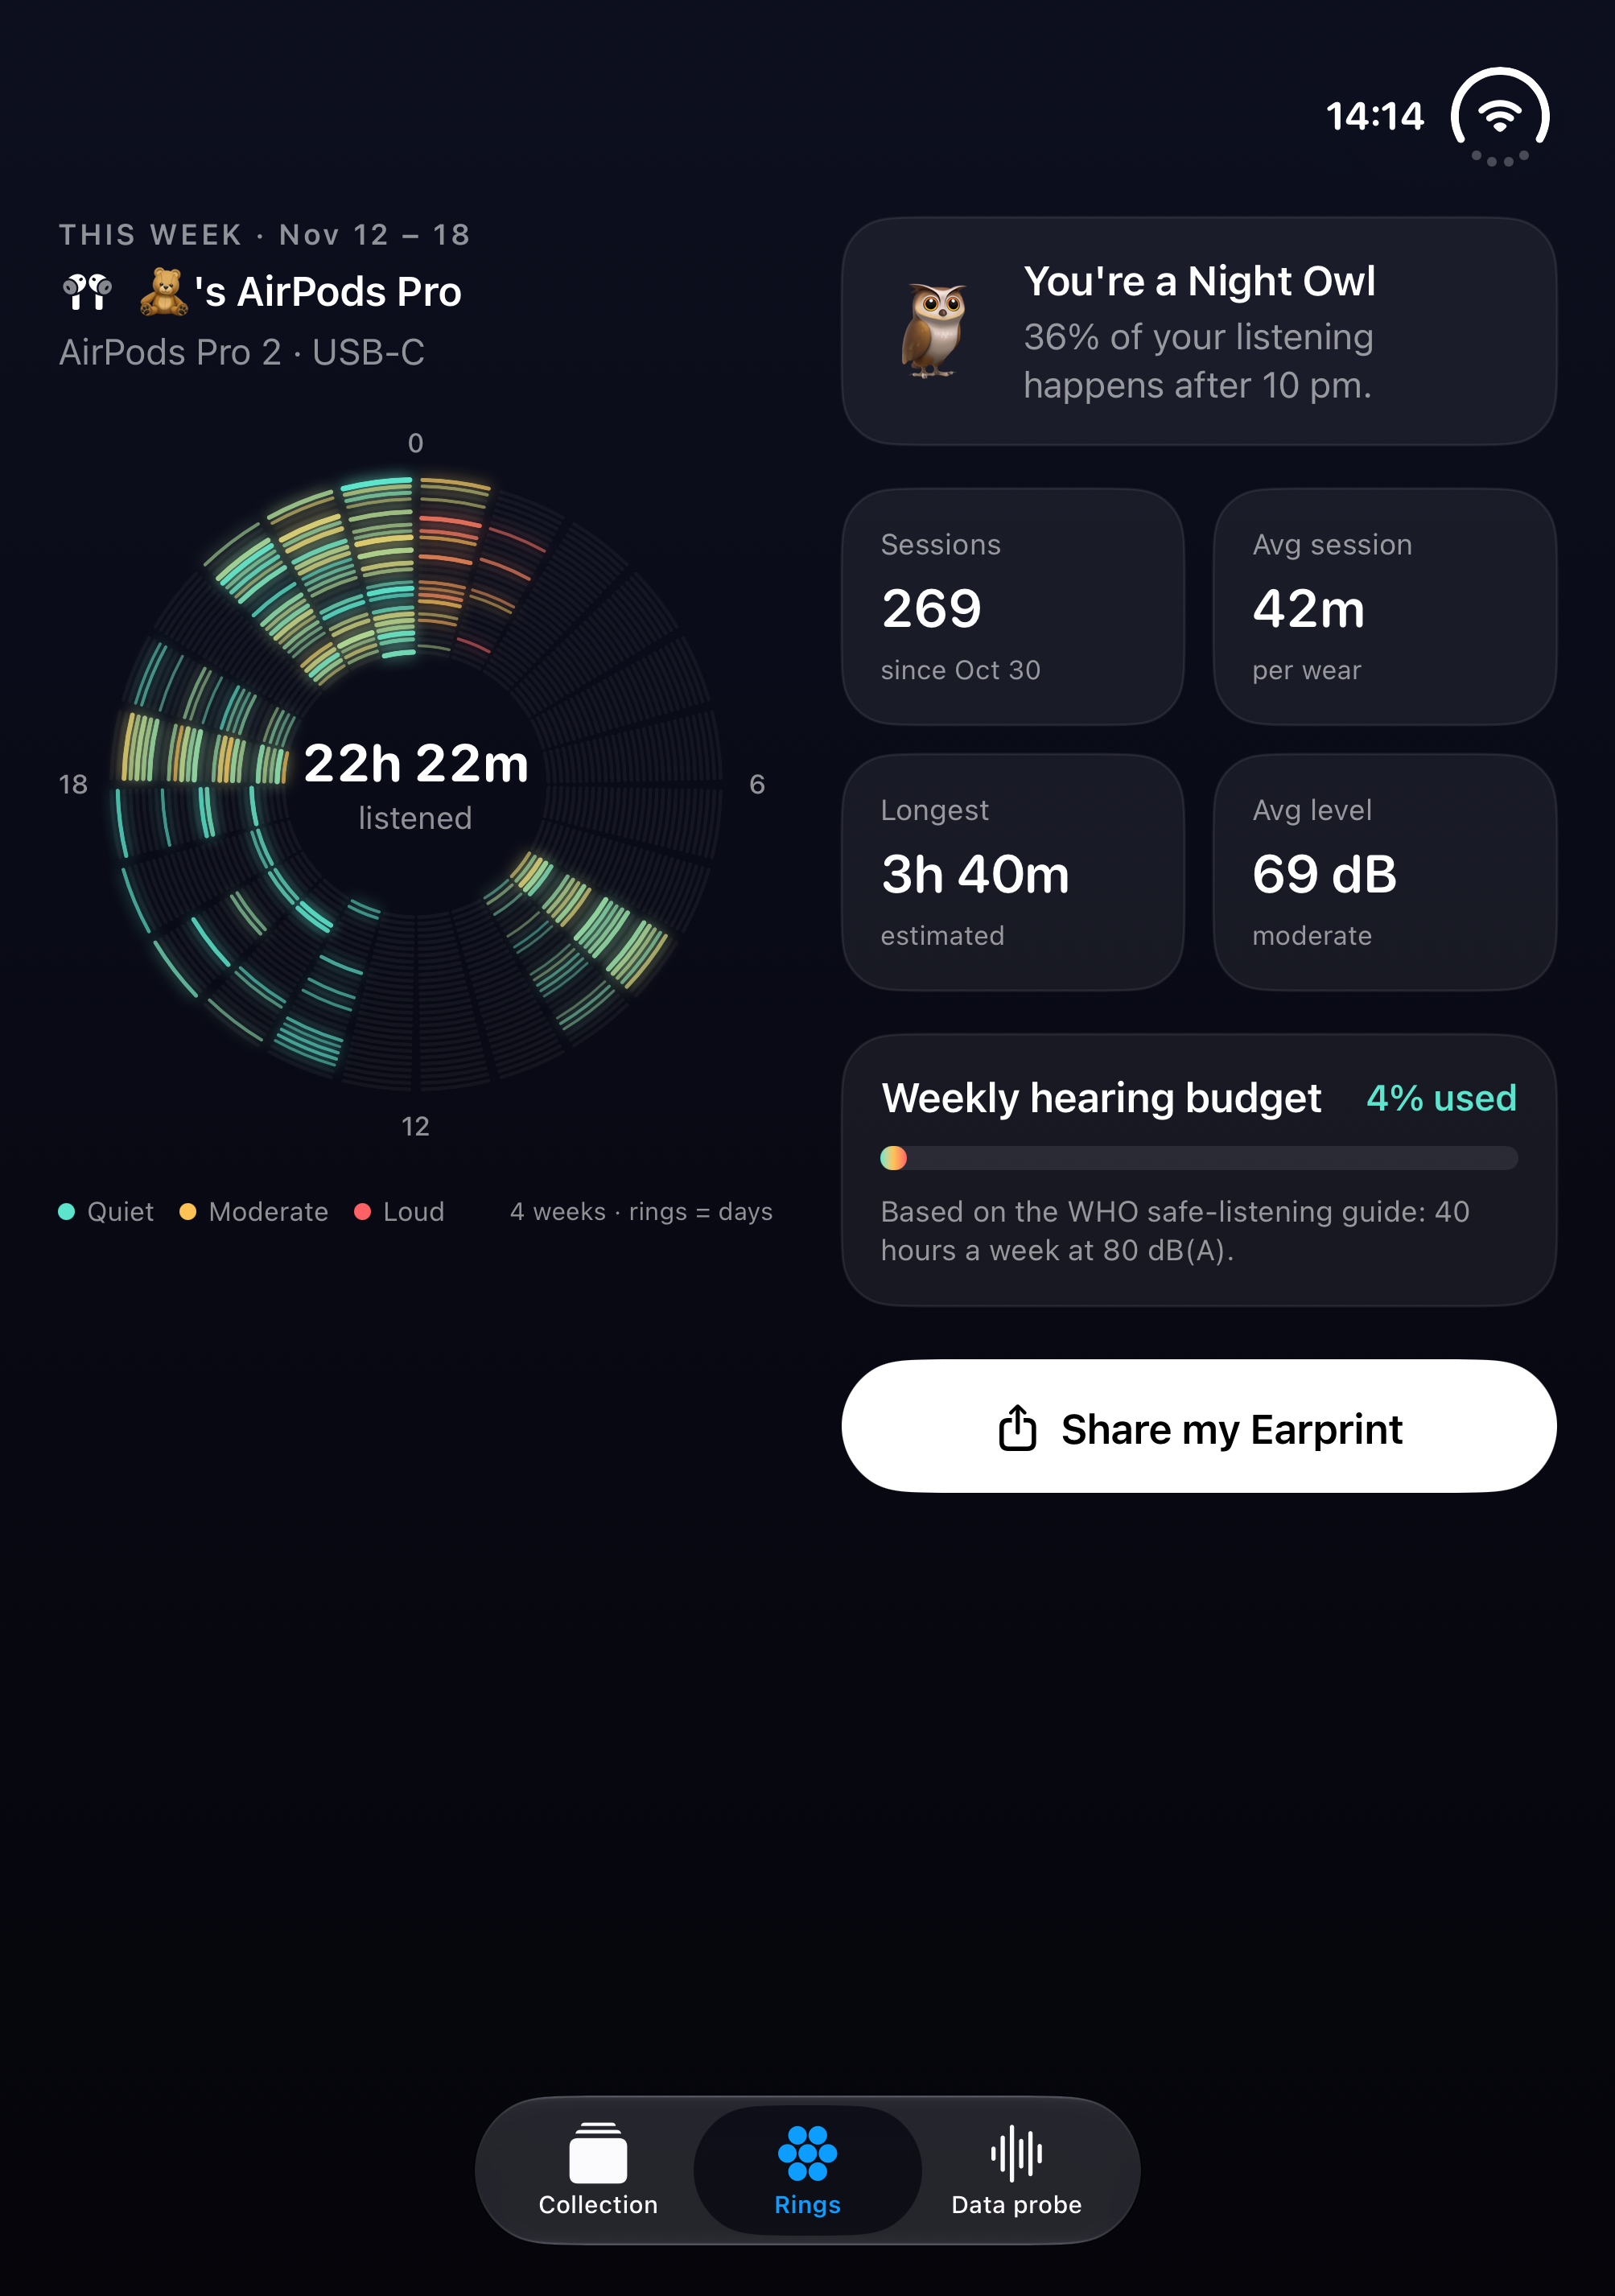 14:14
THIS WEEK · Nov 12 – 18
🧸's AirPods Pro
AirPods Pro 2 · USB-C
0
6
12
18
22h 22m
listened
Quiet
Moderate
Loud
4 weeks · rings = days
You're a Night Owl
36% of your listening
happens after 10 pm.
Sessions
269
since Oct 30
Avg session
42m
per wear
Longest
3h 40m
estimated
Avg level
69 dB
moderate
Weekly hearing budget
4% used
Based on the WHO safe-listening guide: 40
hours a week at 80 dB(A).
Share my Earprint
Collection
Rings
Data probe